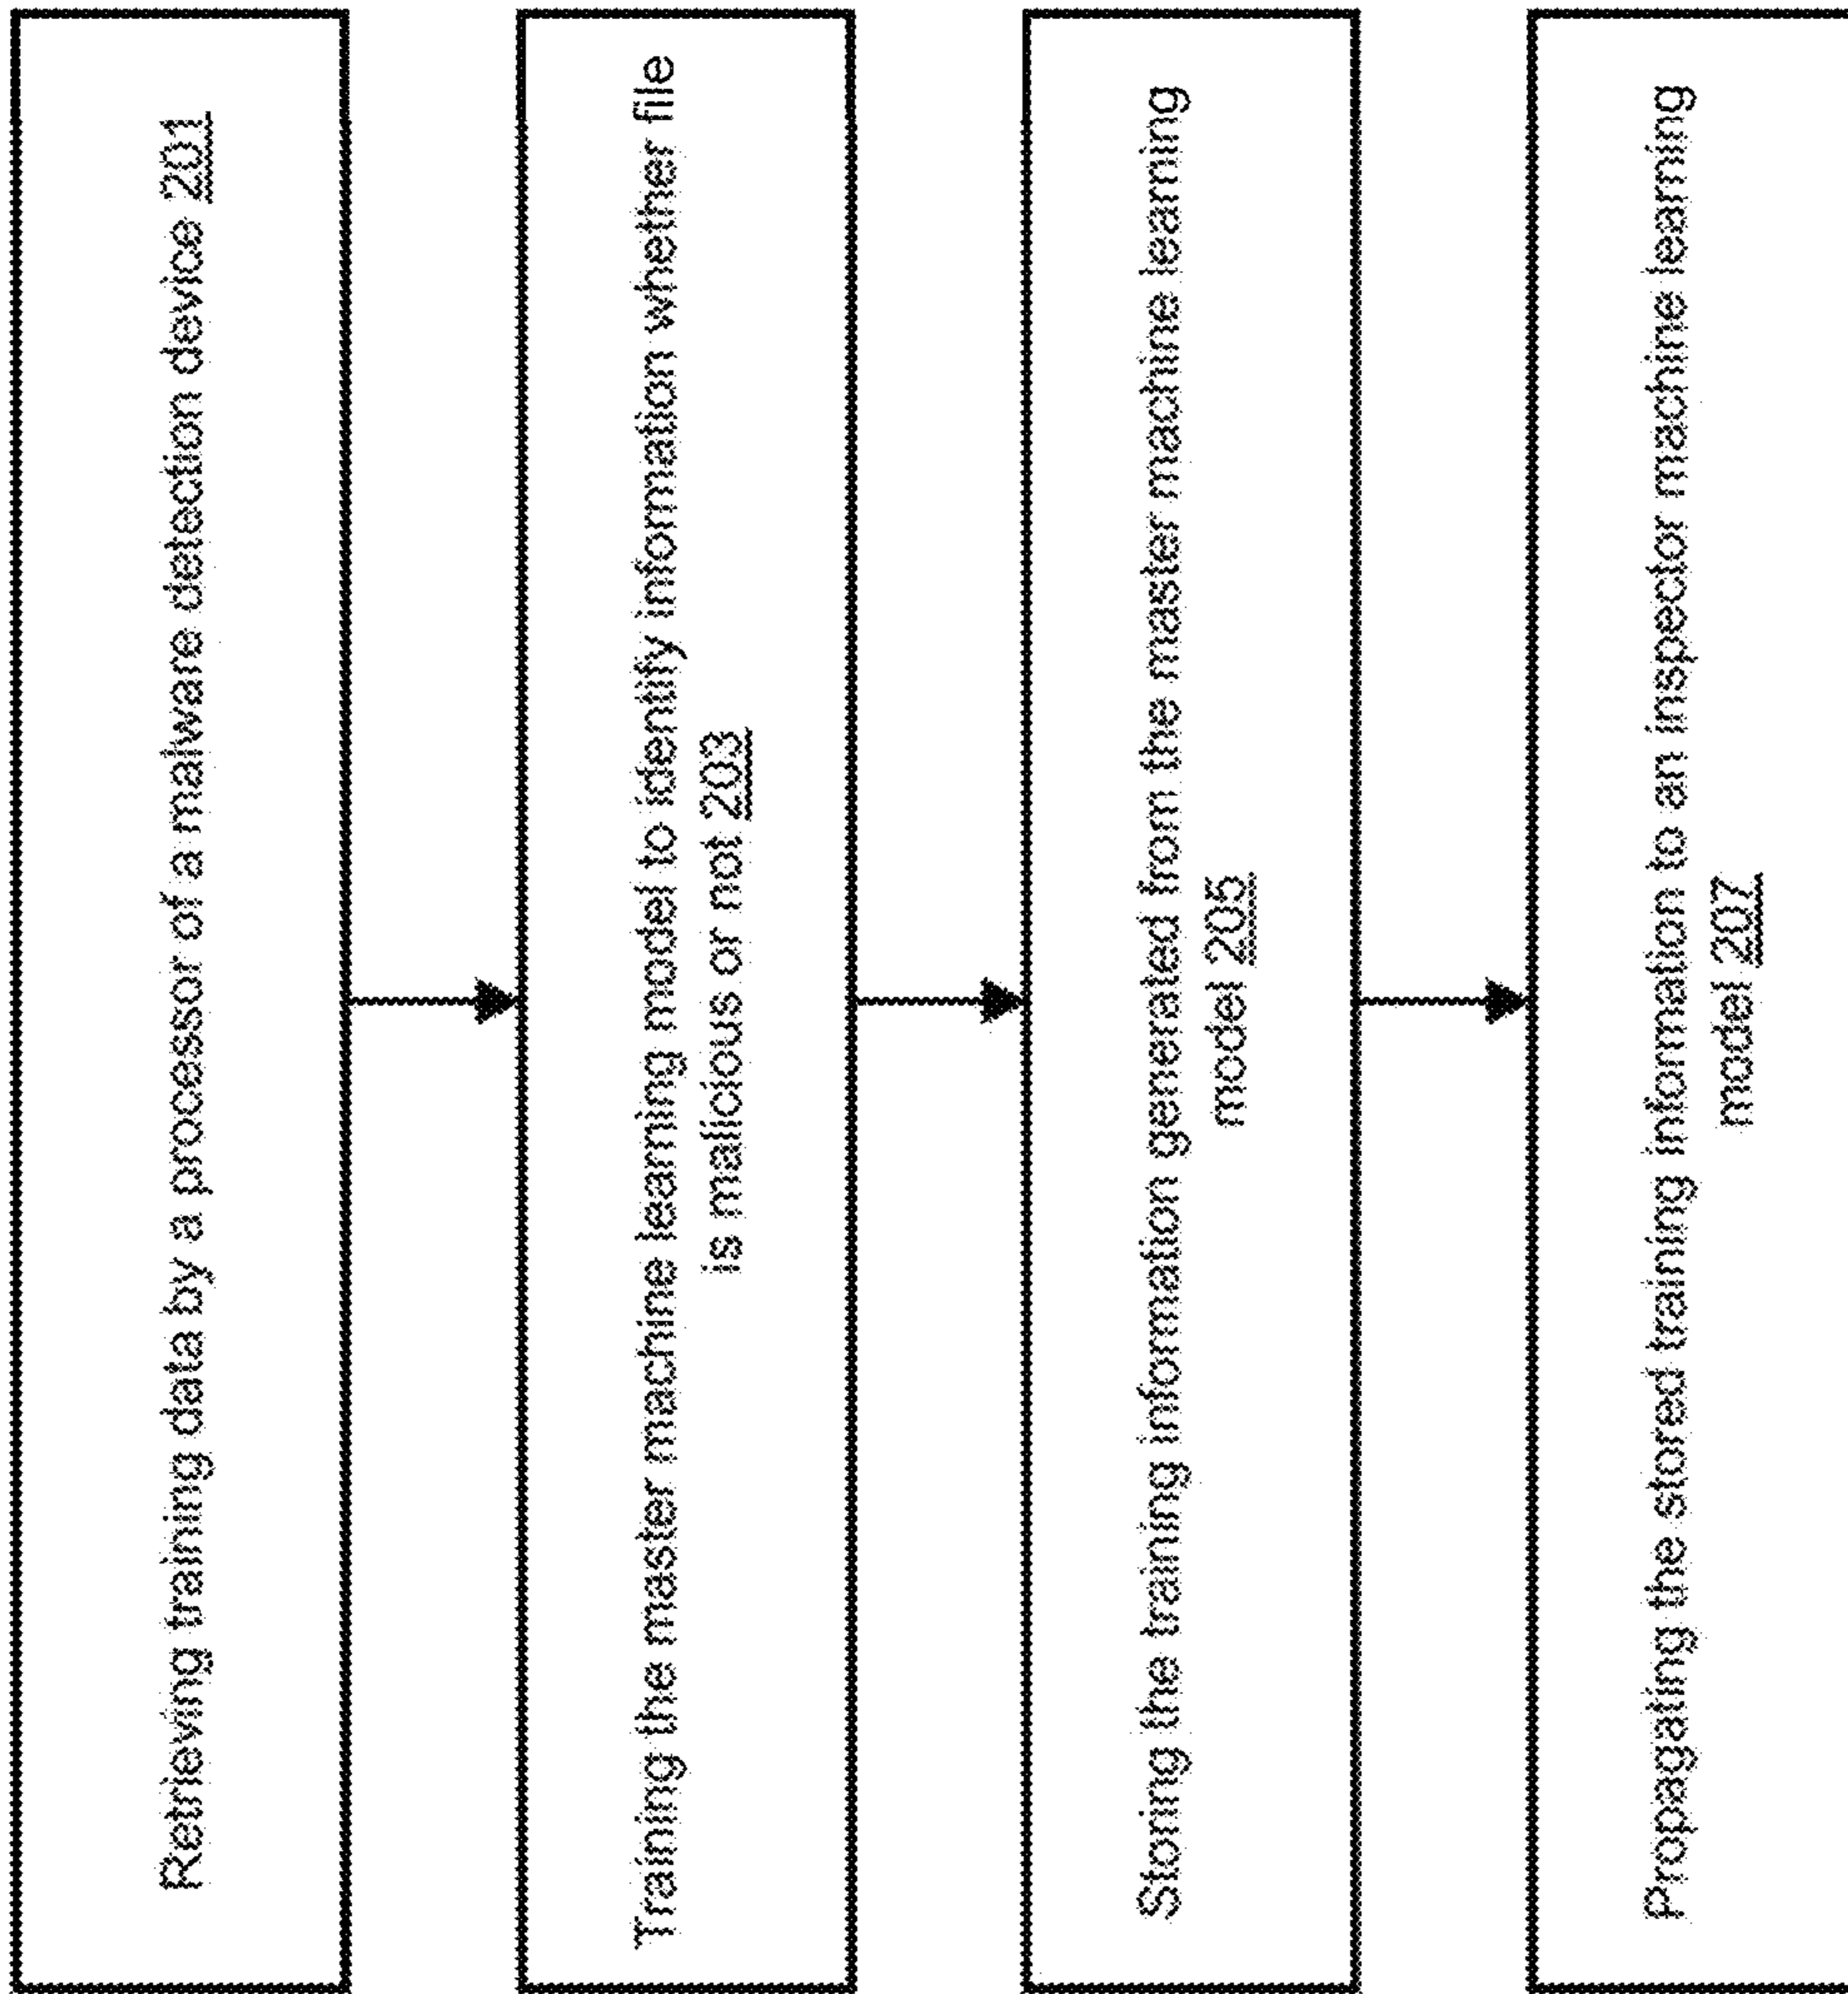 Retrieving training data by a processor of a malware detection device 201
Training the master machine learning model to identify information whether file
is malicious or not 203
Storing the training information generated from the master machine learning
model 205
Propagating the stored training information to an inspector machine learning
model 207